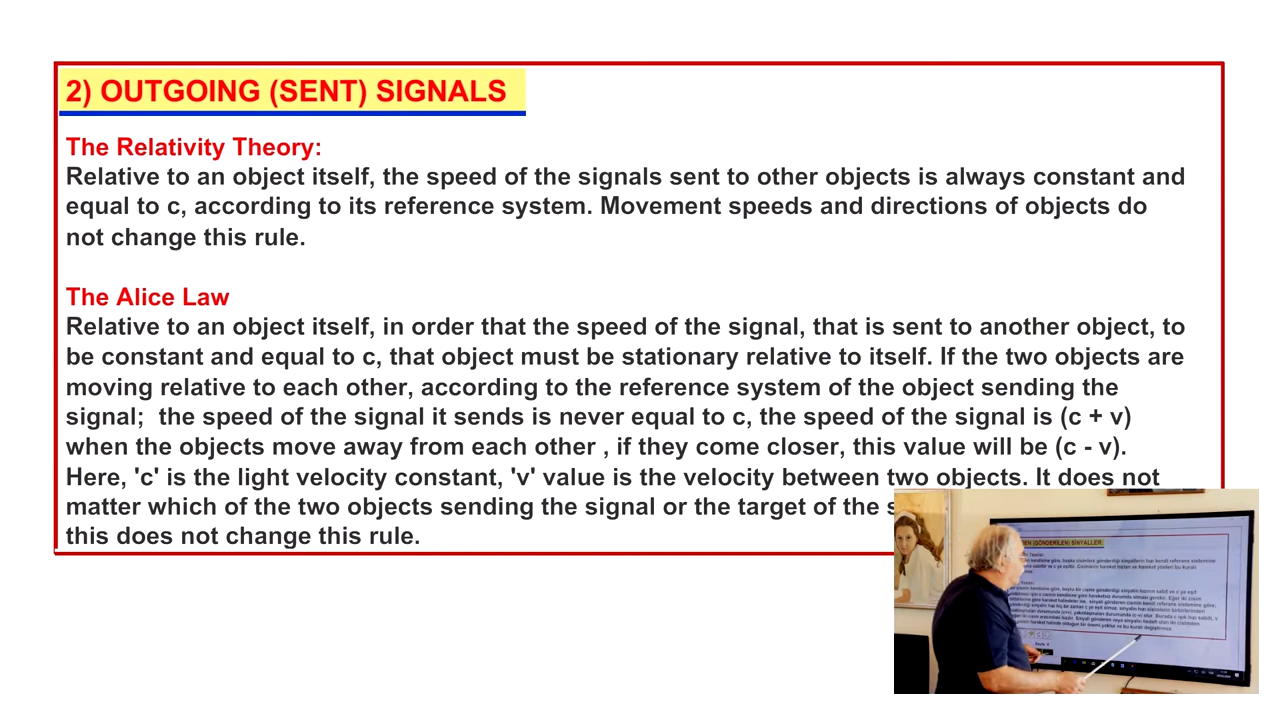 2) OUTGOING (SENT) SIGNALS
The Relativity Theory:
Relative to an object itself, the speed of the signals sent to other objects is always constant and
equal to c, according to its reference system. Movement speeds and directions of objects do
not change this rule.
The Alice Law
Relative to an object itself, in order that the speed of the signal, that is sent to another object, to
be constant and equal to c, that object must be stationary relative to itself. If the two objects are
moving relative to each other, according to the reference system of the object sending the
signal;  the speed of the signal it sends is never equal to c, the speed of the signal is (c + v)
when the objects move away from each other , if they come closer, this value will be (c - v).
Here, 'c' is the light velocity constant, 'v' value is the velocity between two objects. It does not
matter which of the two objects sending the signal or the target of the
this does not change this rule.
(GÖNDERİLEN) SİNYALLER